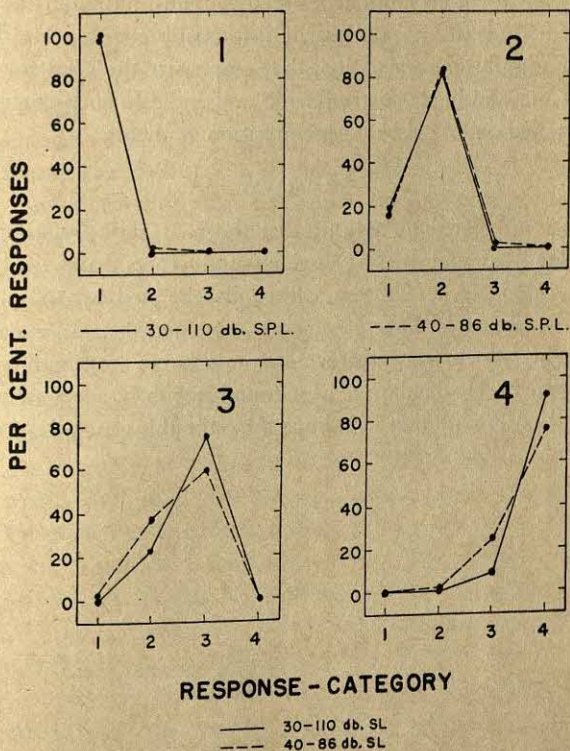 1
2
100
80
60
40
20
0
100
80
60
40
20
0
1 2 3 4
1 2 3 4
PER CENT. RESPONSES
30-110 db. S.P.L.
40-86 db. S.P.L.
3
4
100
80
60
40
20
0
100
80
60
40
20
0
1 2 3 4
1 2 3 4
RESPONSE-CATEGORY
30-110 db. SL
40-86 db. SL